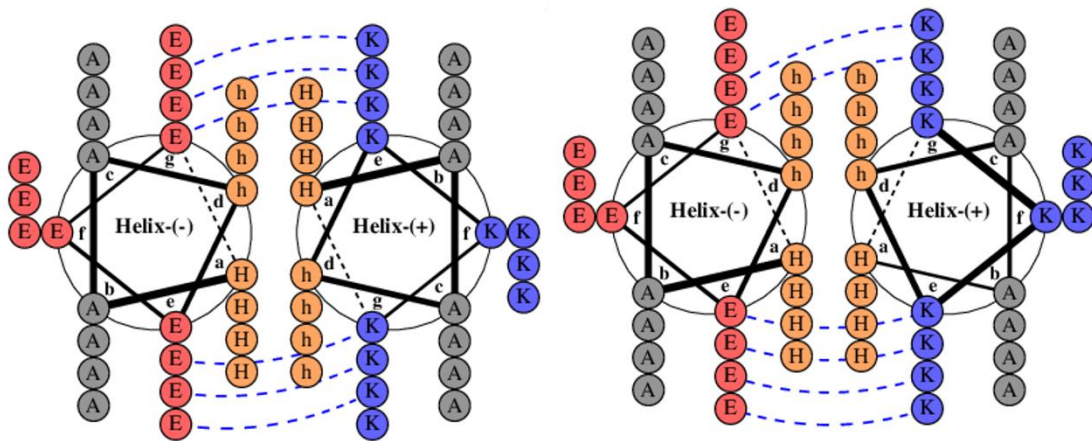 A A A A
c
E E E E
g
h h h h
d
H H H H
a
K K K K
e
A A A A
b
E E E E
f
Helix-(-)
Helix-(+)
f
K K K K
b
A A A A
e
E E E E
a
H H H H
d
h h h h
g
K K K K
c
A A A A
A A A A
c
E E E E
g
h h h h
d
h h h h
d
K K K K
g
A A A A
c
E E E E
f
Helix-(-)
Helix-(+)
f
K K K K
b
A A A A
e
E E E E
a
H H H H
a
H H H H
e
K K K K
b
A A A A